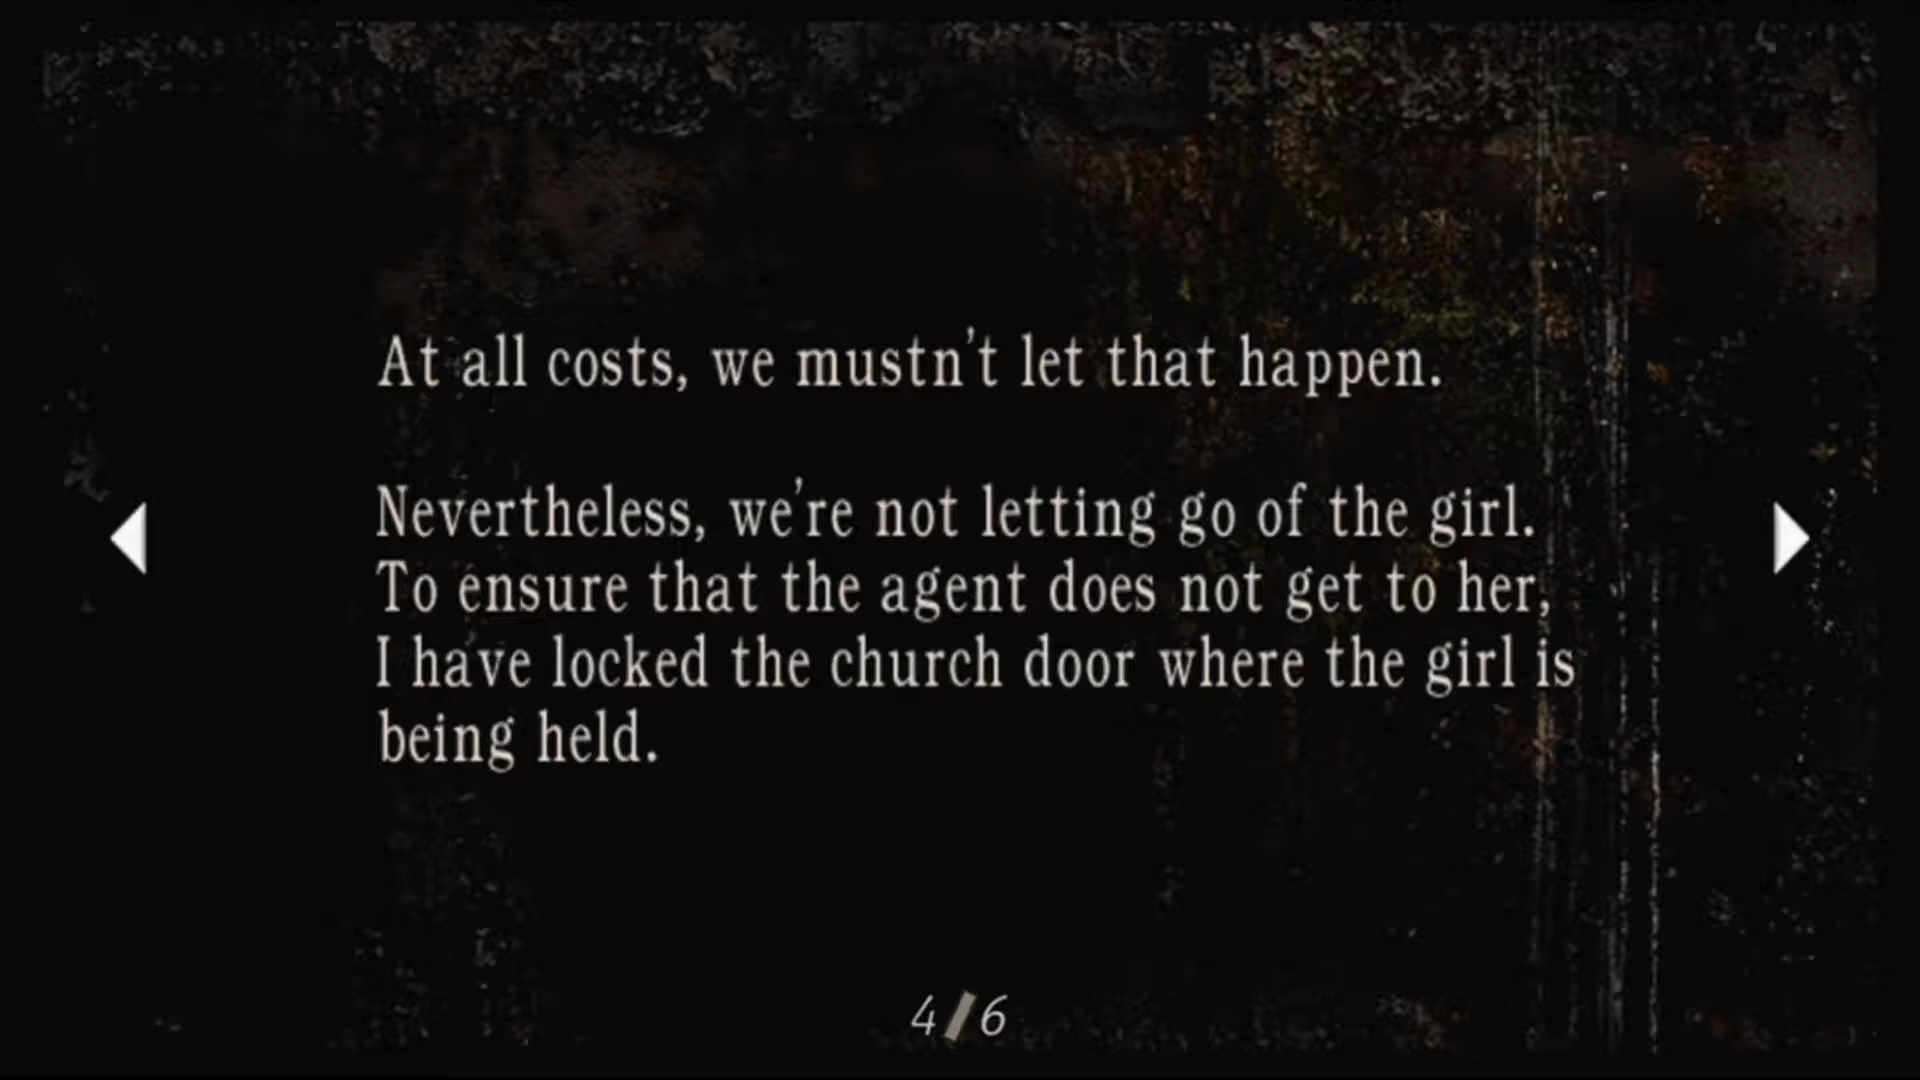 At all costs, we mustn't let that happen.
Nevertheless, we're not letting go of the girl.
To ensure that the agent does not get to her,
I have locked the church door where the girl is
being held.
4/6